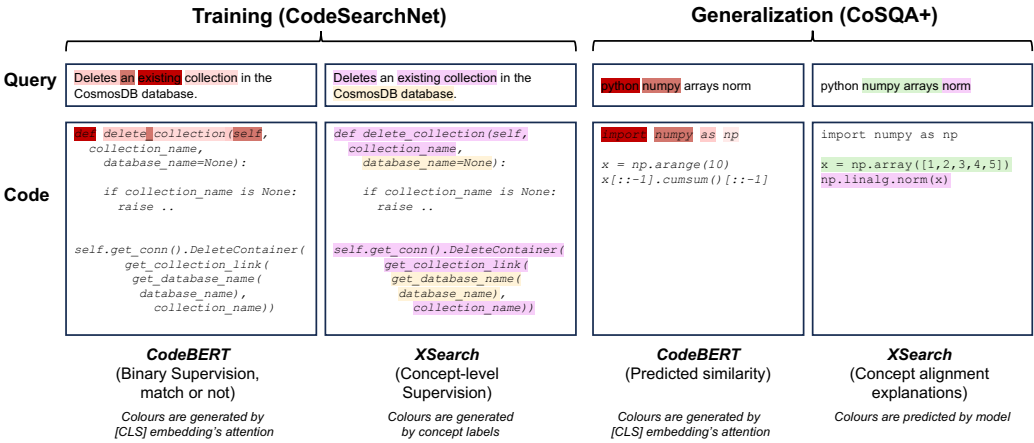 Training (CodeSearchNet)
Generalization (CoSQA+)
Query
Deletes an existing collection in the
CosmosDB database.
Deletes an existing collection in the
CosmosDB database.
python numpy arrays norm
python numpy arrays norm
Code
def delete_collection(self,
collection_name,
database_name=None):
if collection_name is None:
raise ..
self.get_conn().DeleteContainer(
get_collection_link(
get_database_name(
database_name),
collection_name))
def delete_collection(self,
collection_name,
database_name=None):
if collection_name is None:
raise ..
self.get_conn().DeleteContainer(
get_collection_link(
get_database_name(
database_name),
collection_name))
import numpy as np
x = np.arange(10)
x[::-1].cumsum()[::-1]
import numpy as np
x = np.array([1,2,3,4,5])
np.linalg.norm(x)
CodeBERT
(Binary Supervision,
match or not)
Colours are generated by
[CLS] embedding's attention
XSearch
(Concept-level
Supervision)
Colours are generated
by concept labels
CodeBERT
(Predicted similarity)
Colours are generated by
[CLS] embedding's attention
XSearch
(Concept alignment
explanations)
Colours are predicted by model